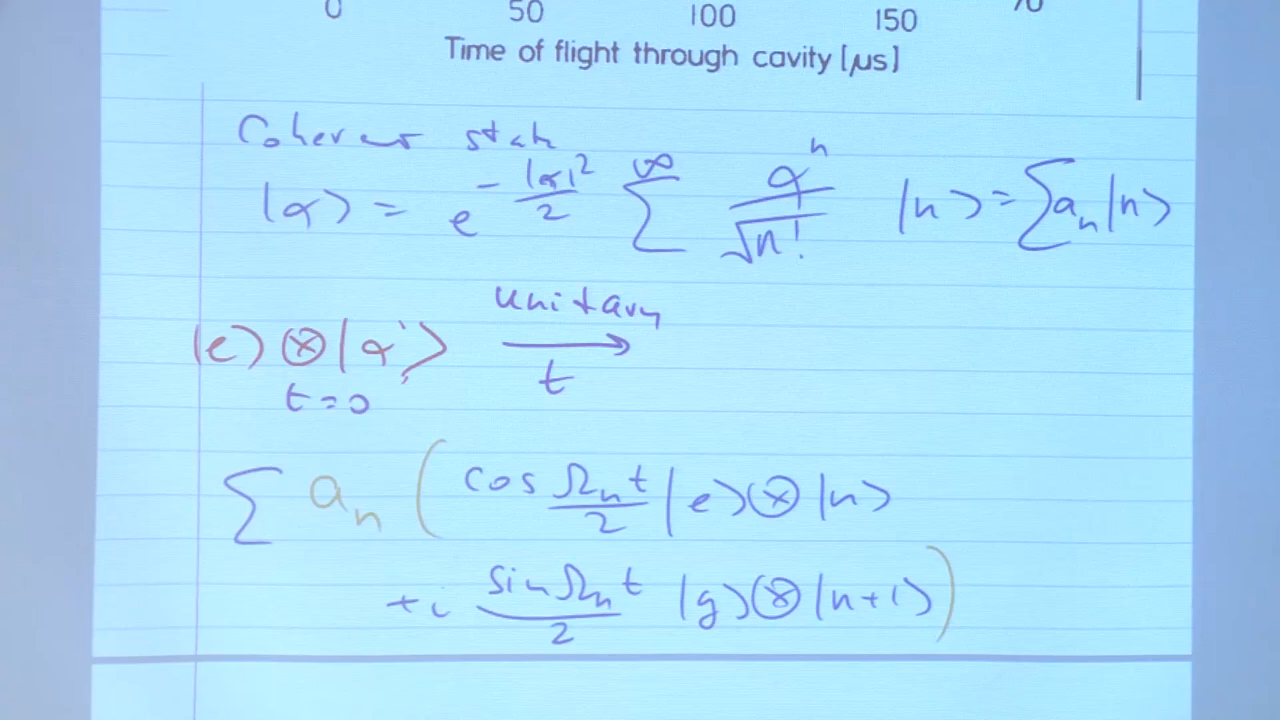 0 50 100 150 70
Time of flight through cavity [μs]
Coherent state
|α> = e^{-|α|²/2} ∑^∞ αⁿ/√n! |n> = ∑aₙ|n>
unitary
|e> ⊗ |α> ⟶
t=0 t
∑ aₙ ( cos Ωₙt/2 |e> ⊗ |n>
+i sin Ωₙt/2 |g> ⊗ |n+1> )